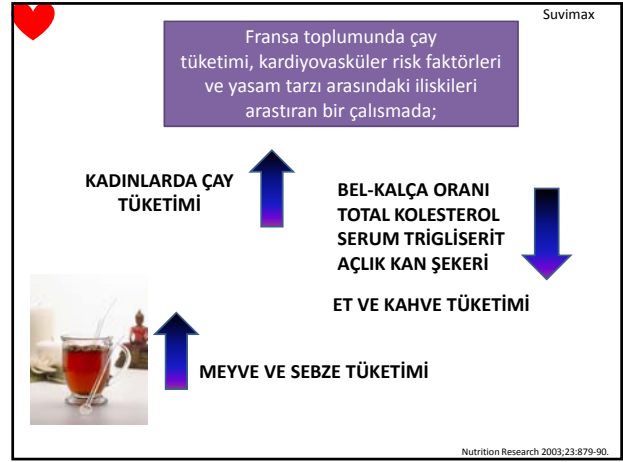 Suvimax
Fransa toplumunda çay
tüketimi, kardiyovasküler risk faktörleri
ve yasam tarzı arasındaki iliskileri
arastıran bir çalısmada;
KADINLARDA ÇAY
TÜKETİMİ
BEL-KALÇA ORANI
TOTAL KOLESTEROL
SERUM TRİGLİSERİT
AÇLIK KAN ŞEKERİ
ET VE KAHVE TÜKETİMİ
MEYVE VE SEBZE TÜKETİMİ
Nutrition Research 2003;23:879-90.